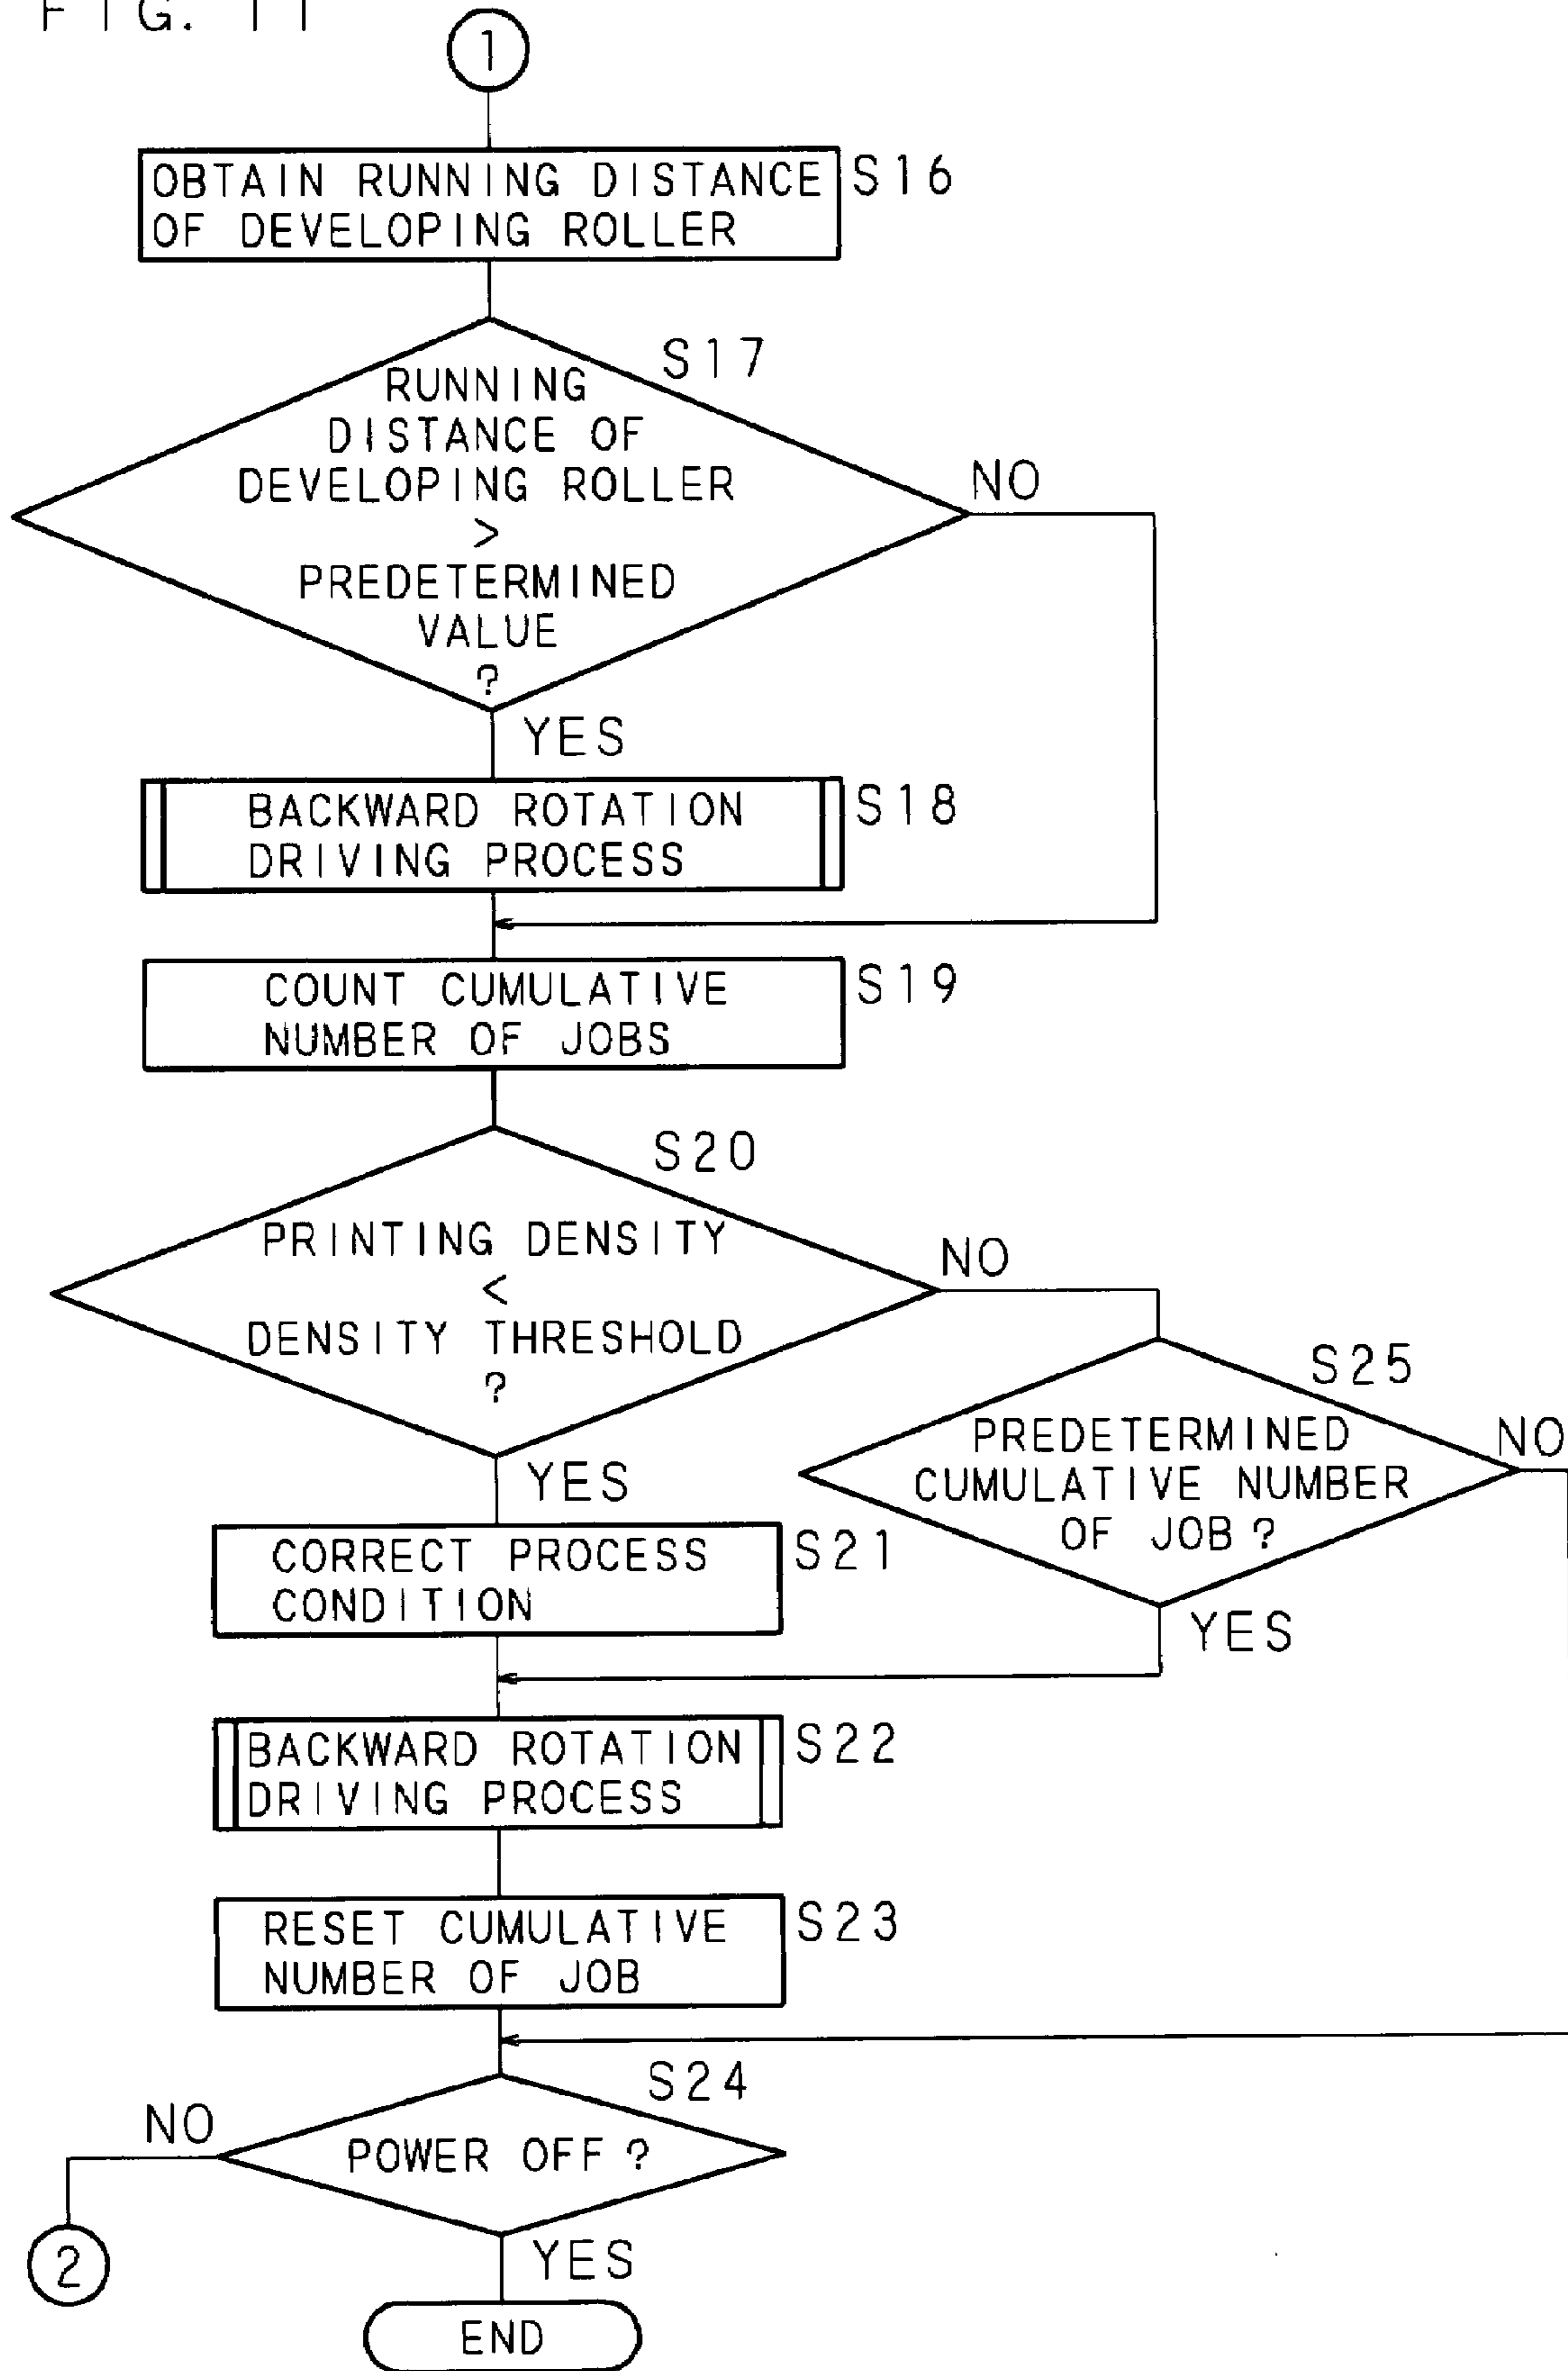 FIG. 11
1
OBTAIN RUNNING DISTANCE
OF DEVELOPING ROLLER
S16
S17
RUNNING
DISTANCE OF
DEVELOPING ROLLER
>
PREDETERMINED
VALUE
?
NO
YES
BACKWARD ROTATION
DRIVING PROCESS
S18
COUNT CUMULATIVE
NUMBER OF JOBS
S19
S20
PRINTING DENSITY
<
DENSITY THRESHOLD
?
NO
YES
S25
PREDETERMINED
CUMULATIVE NUMBER
OF JOB?
NO
YES
CORRECT PROCESS
CONDITION
S21
BACKWARD ROTATION
DRIVING PROCESS
S22
RESET CUMULATIVE
NUMBER OF JOB
S23
S24
POWER OFF?
NO
2
YES
END